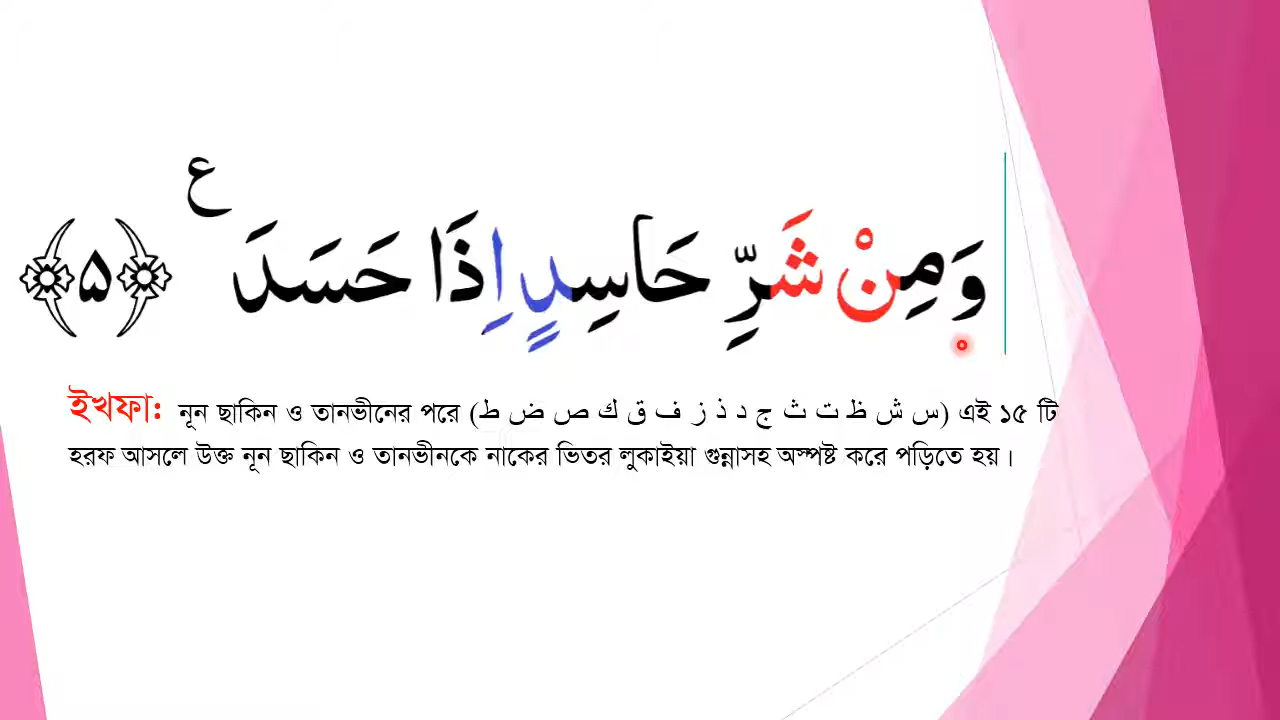 ع
وَمِنْ شَرِّ حَاسِدٍ اِذَا حَسَدَ ﴿۵﴾
ইখফা: নূন ছাকিন ও তানভীনের পরে (س ش ظ ت ث ج د ذ ز ف ق ك ص ض ط) এই ১৫ টি
হরফ আসলে উক্ত নূন ছাকিন ও তানভীনকে নাকের ভিতর লুকাইয়া গুন্নাসহ অস্পষ্ট করে পড়িতে হয়।